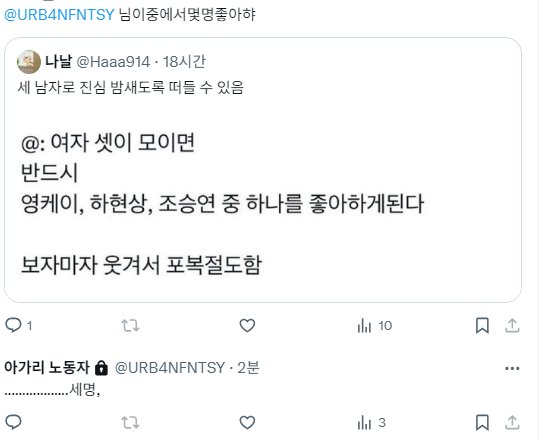 @URB4NFNTSY 님이중에서몇명좋아햐
나날 @Haaa914 · 18시간
세 남자로 진심 밤새도록 떠들 수 있음
@: 여자 셋이 모이면
반드시
영케이, 하현상, 조승연 중 하나를 좋아하게된다
보자마자 웃겨서 포복절도함
1 10
아가리 노동자 @URB4NFNTSY · 2분
..................세명,
3